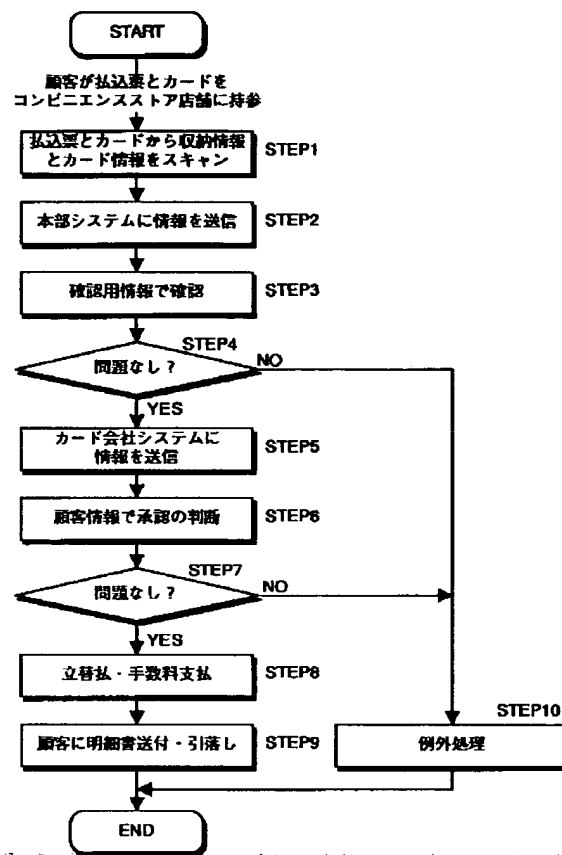 START
顧客が払込票とカードを
コンビニエンスストア店舗に持参
払込票とカードから収納情報
とカード情報をスキャン
STEP1
本部システムに情報を送信
STEP2
確認用情報で確認
STEP3
STEP4
問題なし？
NO
YES
カード会社システムに
情報を送信
STEP5
顧客情報で承認の判断
STEP6
STEP7
問題なし？
NO
YES
立替払・手数料支払
STEP8
STEP10
顧客に明細書送付・引落し
STEP9
例外処理
END